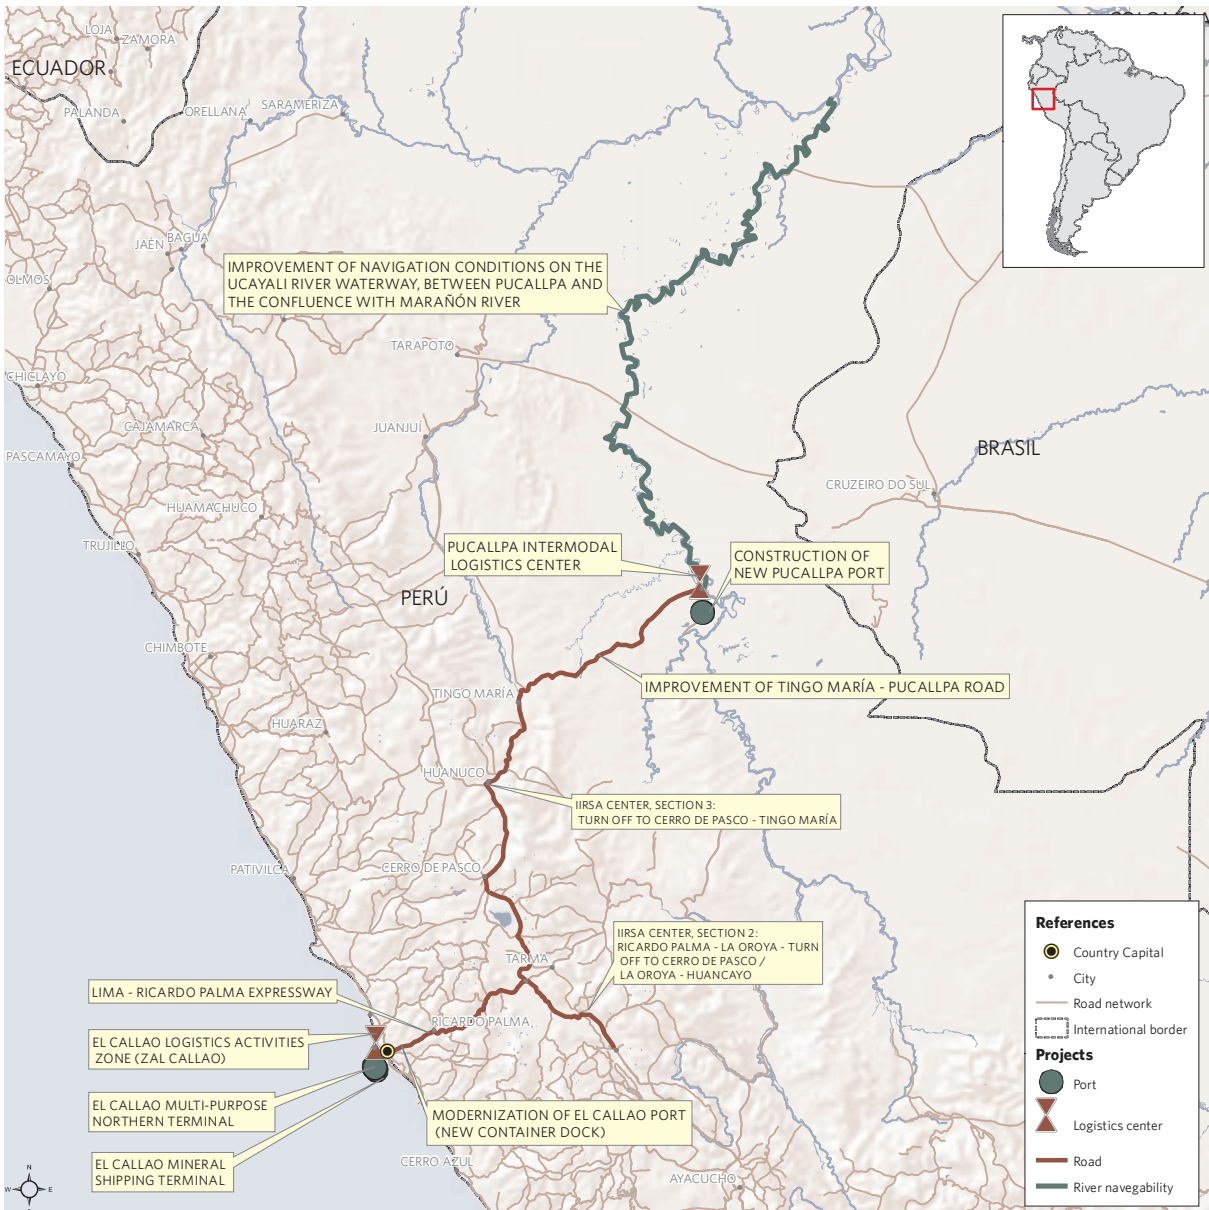 COLOMBIA
LOJA
ZAMORA
ECUADOR
PALANDA
ORELLANA
SARAMERIZA
JAÉN
BAGUA
OLMOS
IMPROVEMENT OF NAVIGATION CONDITIONS ON THE
UCAYALI RIVER WATERWAY, BETWEEN PUCALLPA AND
THE CONFLUENCE WITH MARAÑÓN RIVER
TARAPOTO
CHICLAYO
CAJAMARCA
JUANJUÍ
PASCAMAYO
BRASIL
CRUZEIRO DO SUL
HUAMACHUCO
TRUJILLO
PUCALLPA INTERMODAL
LOGISTICS CENTER
CONSTRUCTION OF
NEW PUCALLPA PORT
PERÚ
CHIMBOTE
IMPROVEMENT OF TINGO MARÍA - PUCALLPA ROAD
TINGO MARÍA
HUARAZ
HUANUCO
IIRSA CENTER, SECTION 3:
TURN OFF TO CERRO DE PASCO - TINGO MARÍA
PATIVILCA
CERRO DE PASCO
IIRSA CENTER, SECTION 2:
RICARDO PALMA - LA OROYA - TURN
OFF TO CERRO DE PASCO /
LA OROYA - HUANCAYO
TARMA
LIMA - RICARDO PALMA EXPRESSWAY
RICARDO PALMA
EL CALLAO LOGISTICS ACTIVITIES
ZONE (ZAL CALLAO)
EL CALLAO MULTI-PURPOSE
NORTHERN TERMINAL
MODERNIZATION OF EL CALLAO PORT
(NEW CONTAINER DOCK)
EL CALLAO MINERAL
SHIPPING TERMINAL
CERRO AZUL
AYACUCHO
N
W
E
References
Country Capital
City
Road network
International border
Projects
Port
Logistics center
Road
River navegability